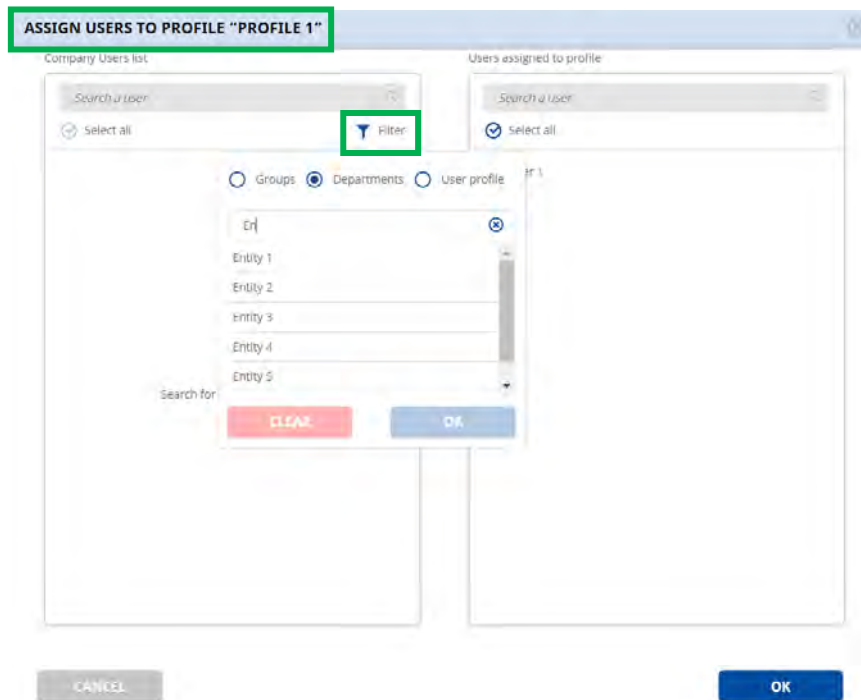 ASSIGN USERS TO PROFILE “PROFILE 1”
Company Users list
Users assigned to profile
Search a user
Search a user
Select all
Filter
Select all
Groups
Departments
User profile
er 1
En
Entity 1
Entity 2
Entity 3
Entity 4
Entity 5
Search for
CLEAR
OK
CANCEL
OK